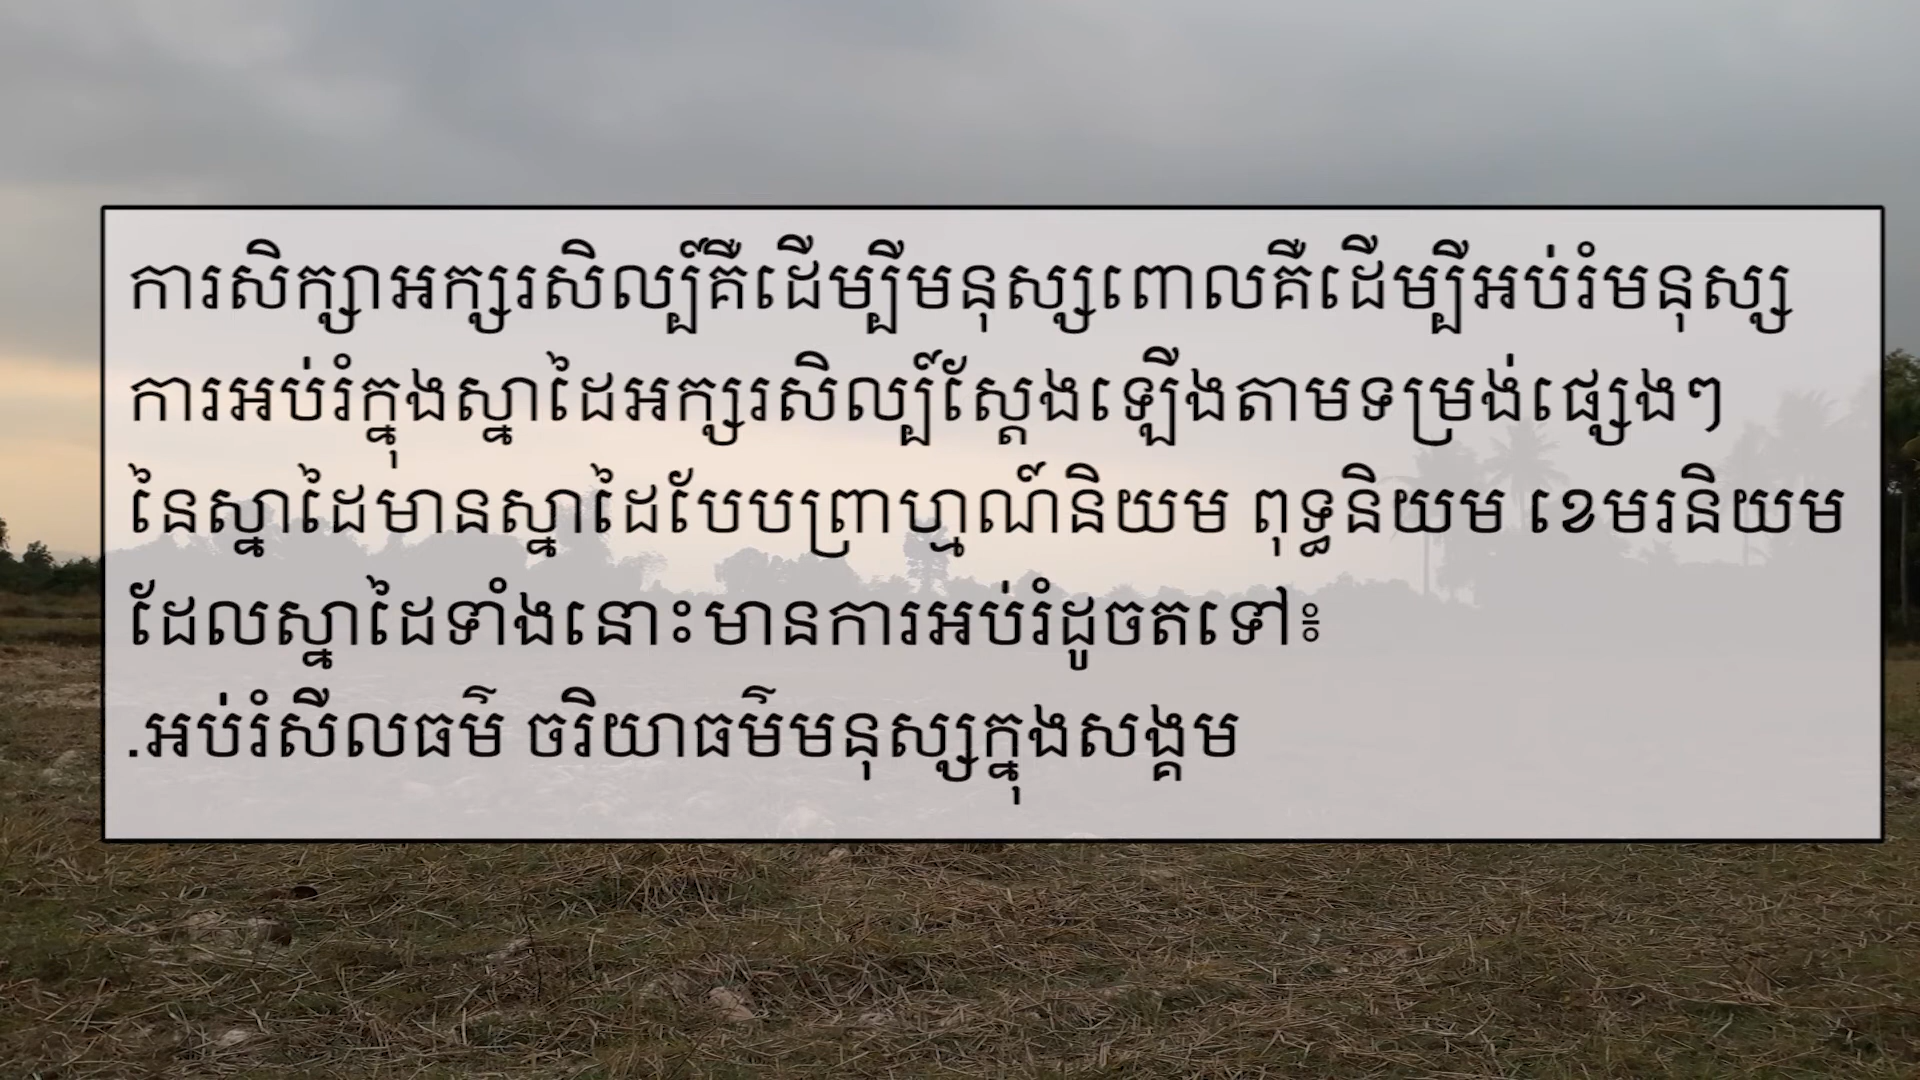 ការសិក្សាអក្សរសិល្ប៍គឺដើម្បីមនុស្សពោលគឺដើម្បីអប់រំមនុស្ស
ការអប់រំក្នុងស្នាដៃអក្សរសិល្ប៍ស្តែងឡើងតាមទម្រង់ផ្សេងៗ
នៃស្នាដៃមានស្នាដៃបែបព្រាហ្មណ៍និយម ពុទ្ធនិយម ខេមរនិយម
ដែលស្នាដៃទាំងនោះមានការអប់រំដូចតទៅ៖
.អប់រំសីលធម៌ ចរិយាធម៌មនុស្សក្នុងសង្គម